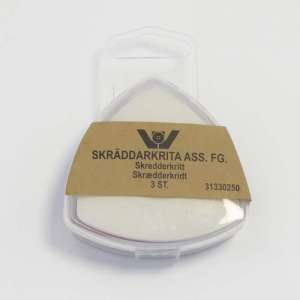 SKRÄDDARKRITA ASS. FG.
Skredderkritt
Skrædderkridt
3 ST.
31330250